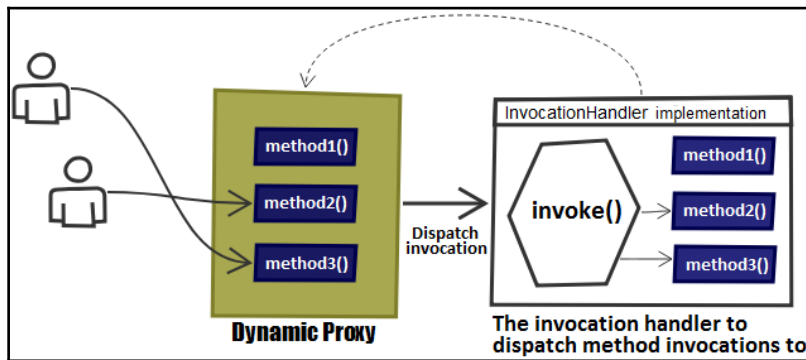 InvocationHandler implementation
method1()
method1()
method2()
invoke()
method2()
Dispatch
invocation
method3()
method3()
Dynamic Proxy
The invocation handler to
dispatch method invocations to